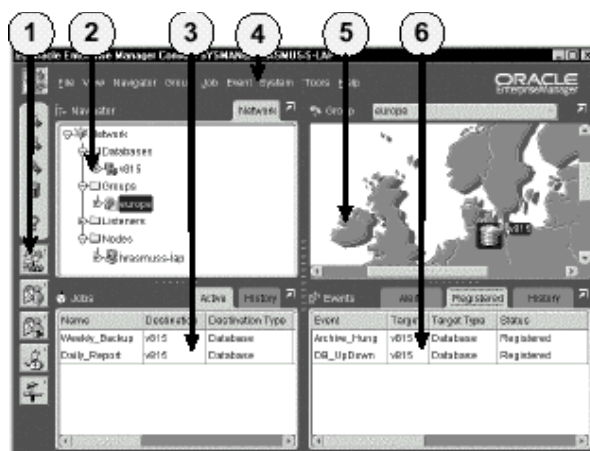 1 2 3 4 5 6
Enterprise Manager
File View Navigator Group Job Event System Tools Help
ORACLE
EnterpriseManager
Navigator Network
Group europe
Network
Databases
v815
Groups
europe
Listeners
Nodes
hrasmuss-lap
v815
Jobs Active History
Events Registered History
Name Destination Destination Type
Weekly_Backup v815 Database
Daily_Report v815 Database
Event Target Target Type Status
Archive_Hung v815 Database Registered
DB_UpDown v815 Database Registered